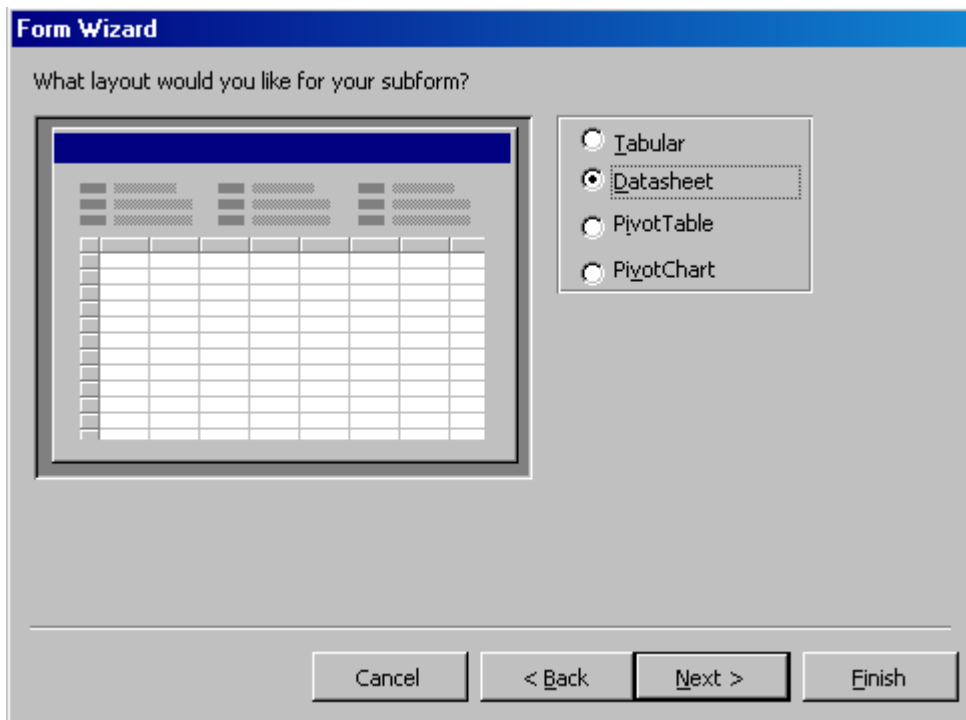 Form Wizard
What layout would you like for your subform?
Tabular
Datasheet
PivotTable
PivotChart
Cancel
< Back
Next >
Finish